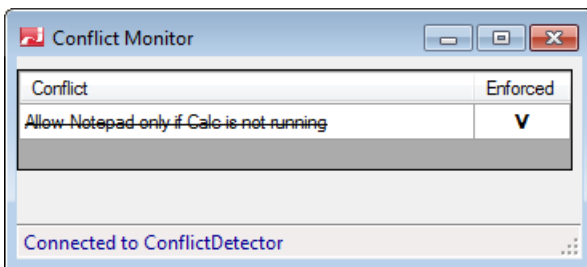 Conflict Monitor
Conflict Enforced
Allow Notepad only if Calc is not running V
Connected to ConflictDetector